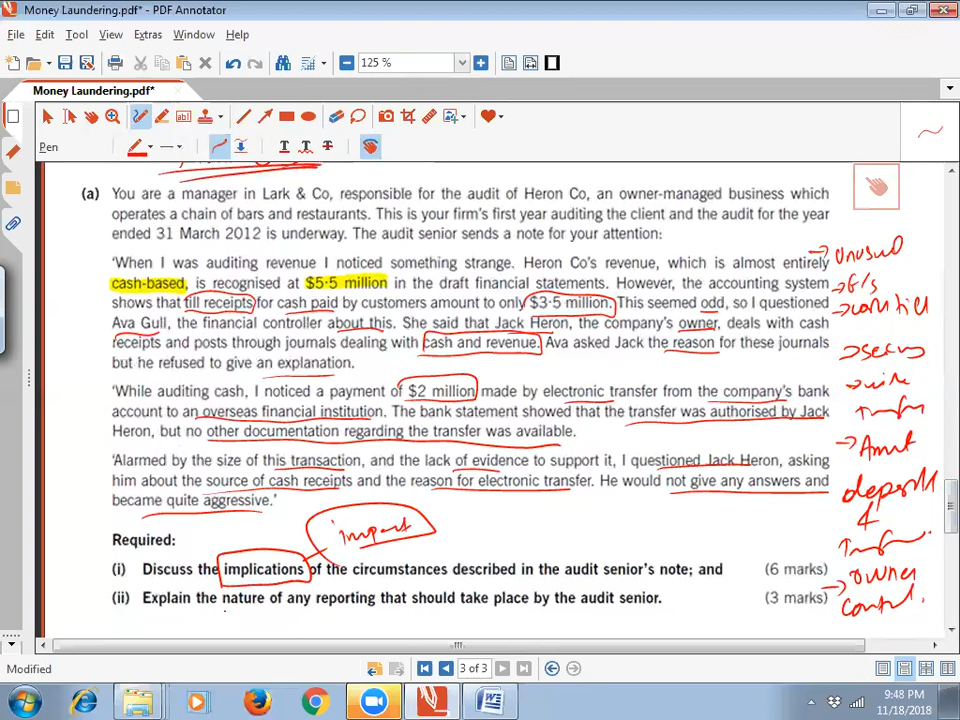 Money Laundering.pdf* - PDF Annotator
File Edit Tool View Extras Window Help
125 %
Money Laundering.pdf*
Pen
(a) You are a manager in Lark & Co, responsible for the audit of Heron Co, an owner-managed business which
operates a chain of bars and restaurants. This is your firm's first year auditing the client and the audit for the year
ended 31 March 2012 is underway. The audit senior sends a note for your attention:
'When I was auditing revenue I noticed something strange. Heron Co's revenue, which is almost entirely
cash-based, is recognised at $5·5 million in the draft financial statements. However, the accounting system
shows that till receipts for cash paid by customers amount to only $3·5 million. This seemed odd, so I questioned
Ava Gull, the financial controller about this. She said that Jack Heron, the company's owner, deals with cash
receipts and posts through journals dealing with cash and revenue. Ava asked Jack the reason for these journals
but he refused to give an explanation.
'While auditing cash, I noticed a payment of $2 million made by electronic transfer from the company's bank
account to an overseas financial institution. The bank statement showed that the transfer was authorised by Jack
Heron, but no other documentation regarding the transfer was available.
'Alarmed by the size of this transaction, and the lack of evidence to support it, I questioned Jack Heron, asking
him about the source of cash receipts and the reason for electronic transfer. He would not give any answers and
became quite aggressive.'
impact
Required:
(i) Discuss the implications of the circumstances described in the audit senior's note; and (6 marks)
(ii) Explain the nature of any reporting that should take place by the audit senior. (3 marks)
unusual
F/s
cash till
wire
Transfer
Amt
deposit
&
Transfer
owner
control
Modified
3 of 3
9:48 PM
11/18/2018